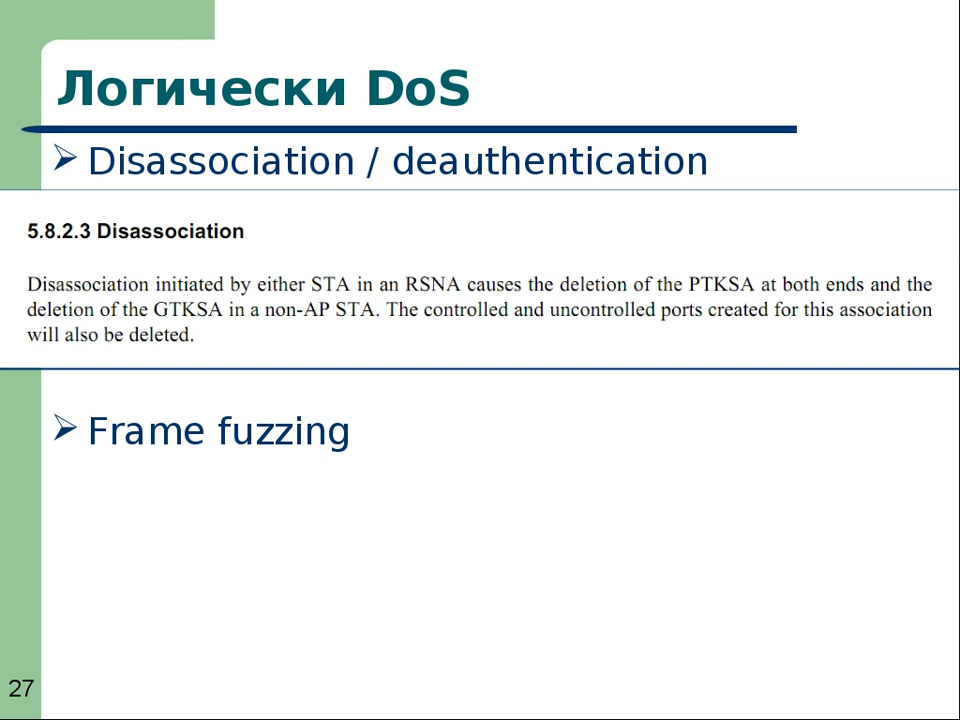 Логически DoS
Disassociation / deauthentication
5.8.2.3 Disassociation
Disassociation initiated by either STA in an RSNA causes the deletion of the PTKSA at both ends and the
deletion of the GTKSA in a non-AP STA. The controlled and uncontrolled ports created for this association
will also be deleted.
Frame fuzzing
27